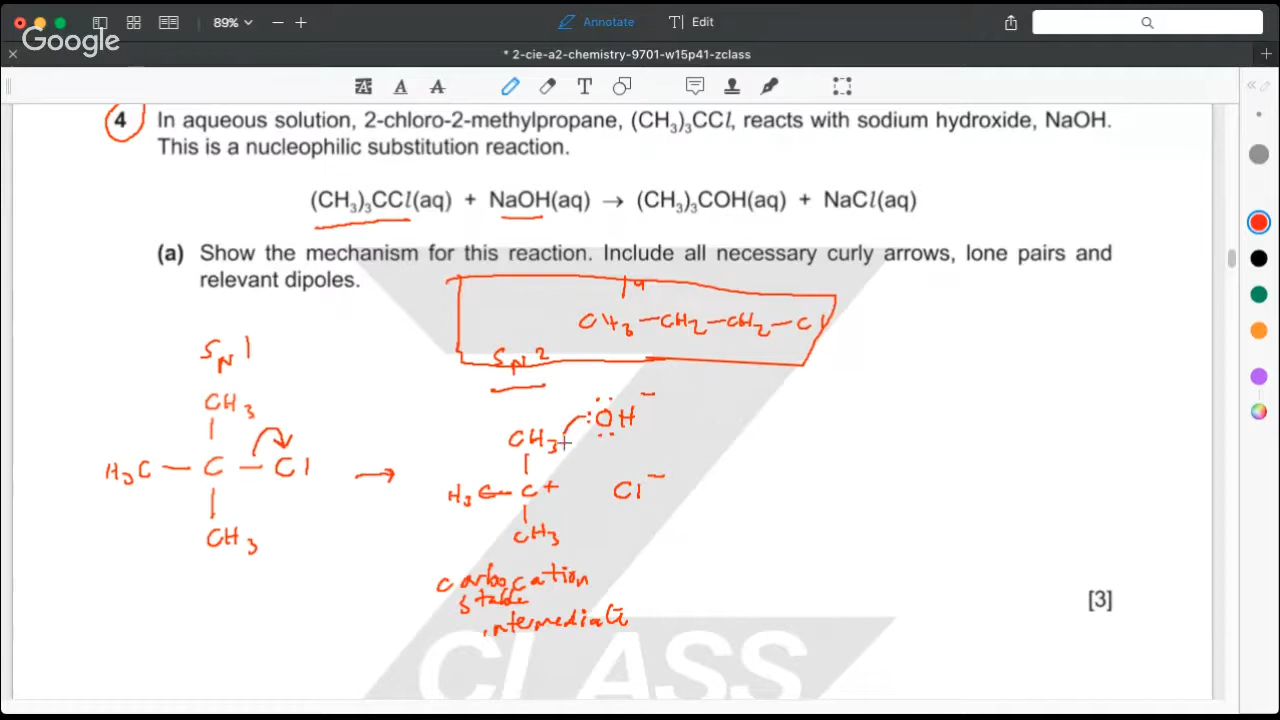 89%
Annotate
Edit
Google
* 2-cie-a2-chemistry-9701-w15p41-zclass
4 In aqueous solution, 2-chloro-2-methylpropane, (CH₃)₃CCl, reacts with sodium hydroxide, NaOH.
This is a nucleophilic substitution reaction.
(CH₃)₃CCl(aq) + NaOH(aq) → (CH₃)₃COH(aq) + NaCl(aq)
(a) Show the mechanism for this reaction. Include all necessary curly arrows, lone pairs and
relevant dipoles.
CH₃—CH₂—CH₂—Cl
SN1
SN2
CH₃
:OH⁻
CH₃
H₃C — C — Cl →
H₃C — C+ Cl⁻
CH₃
CH₃
carbocation
stable
intermediate
[3]
CLASS